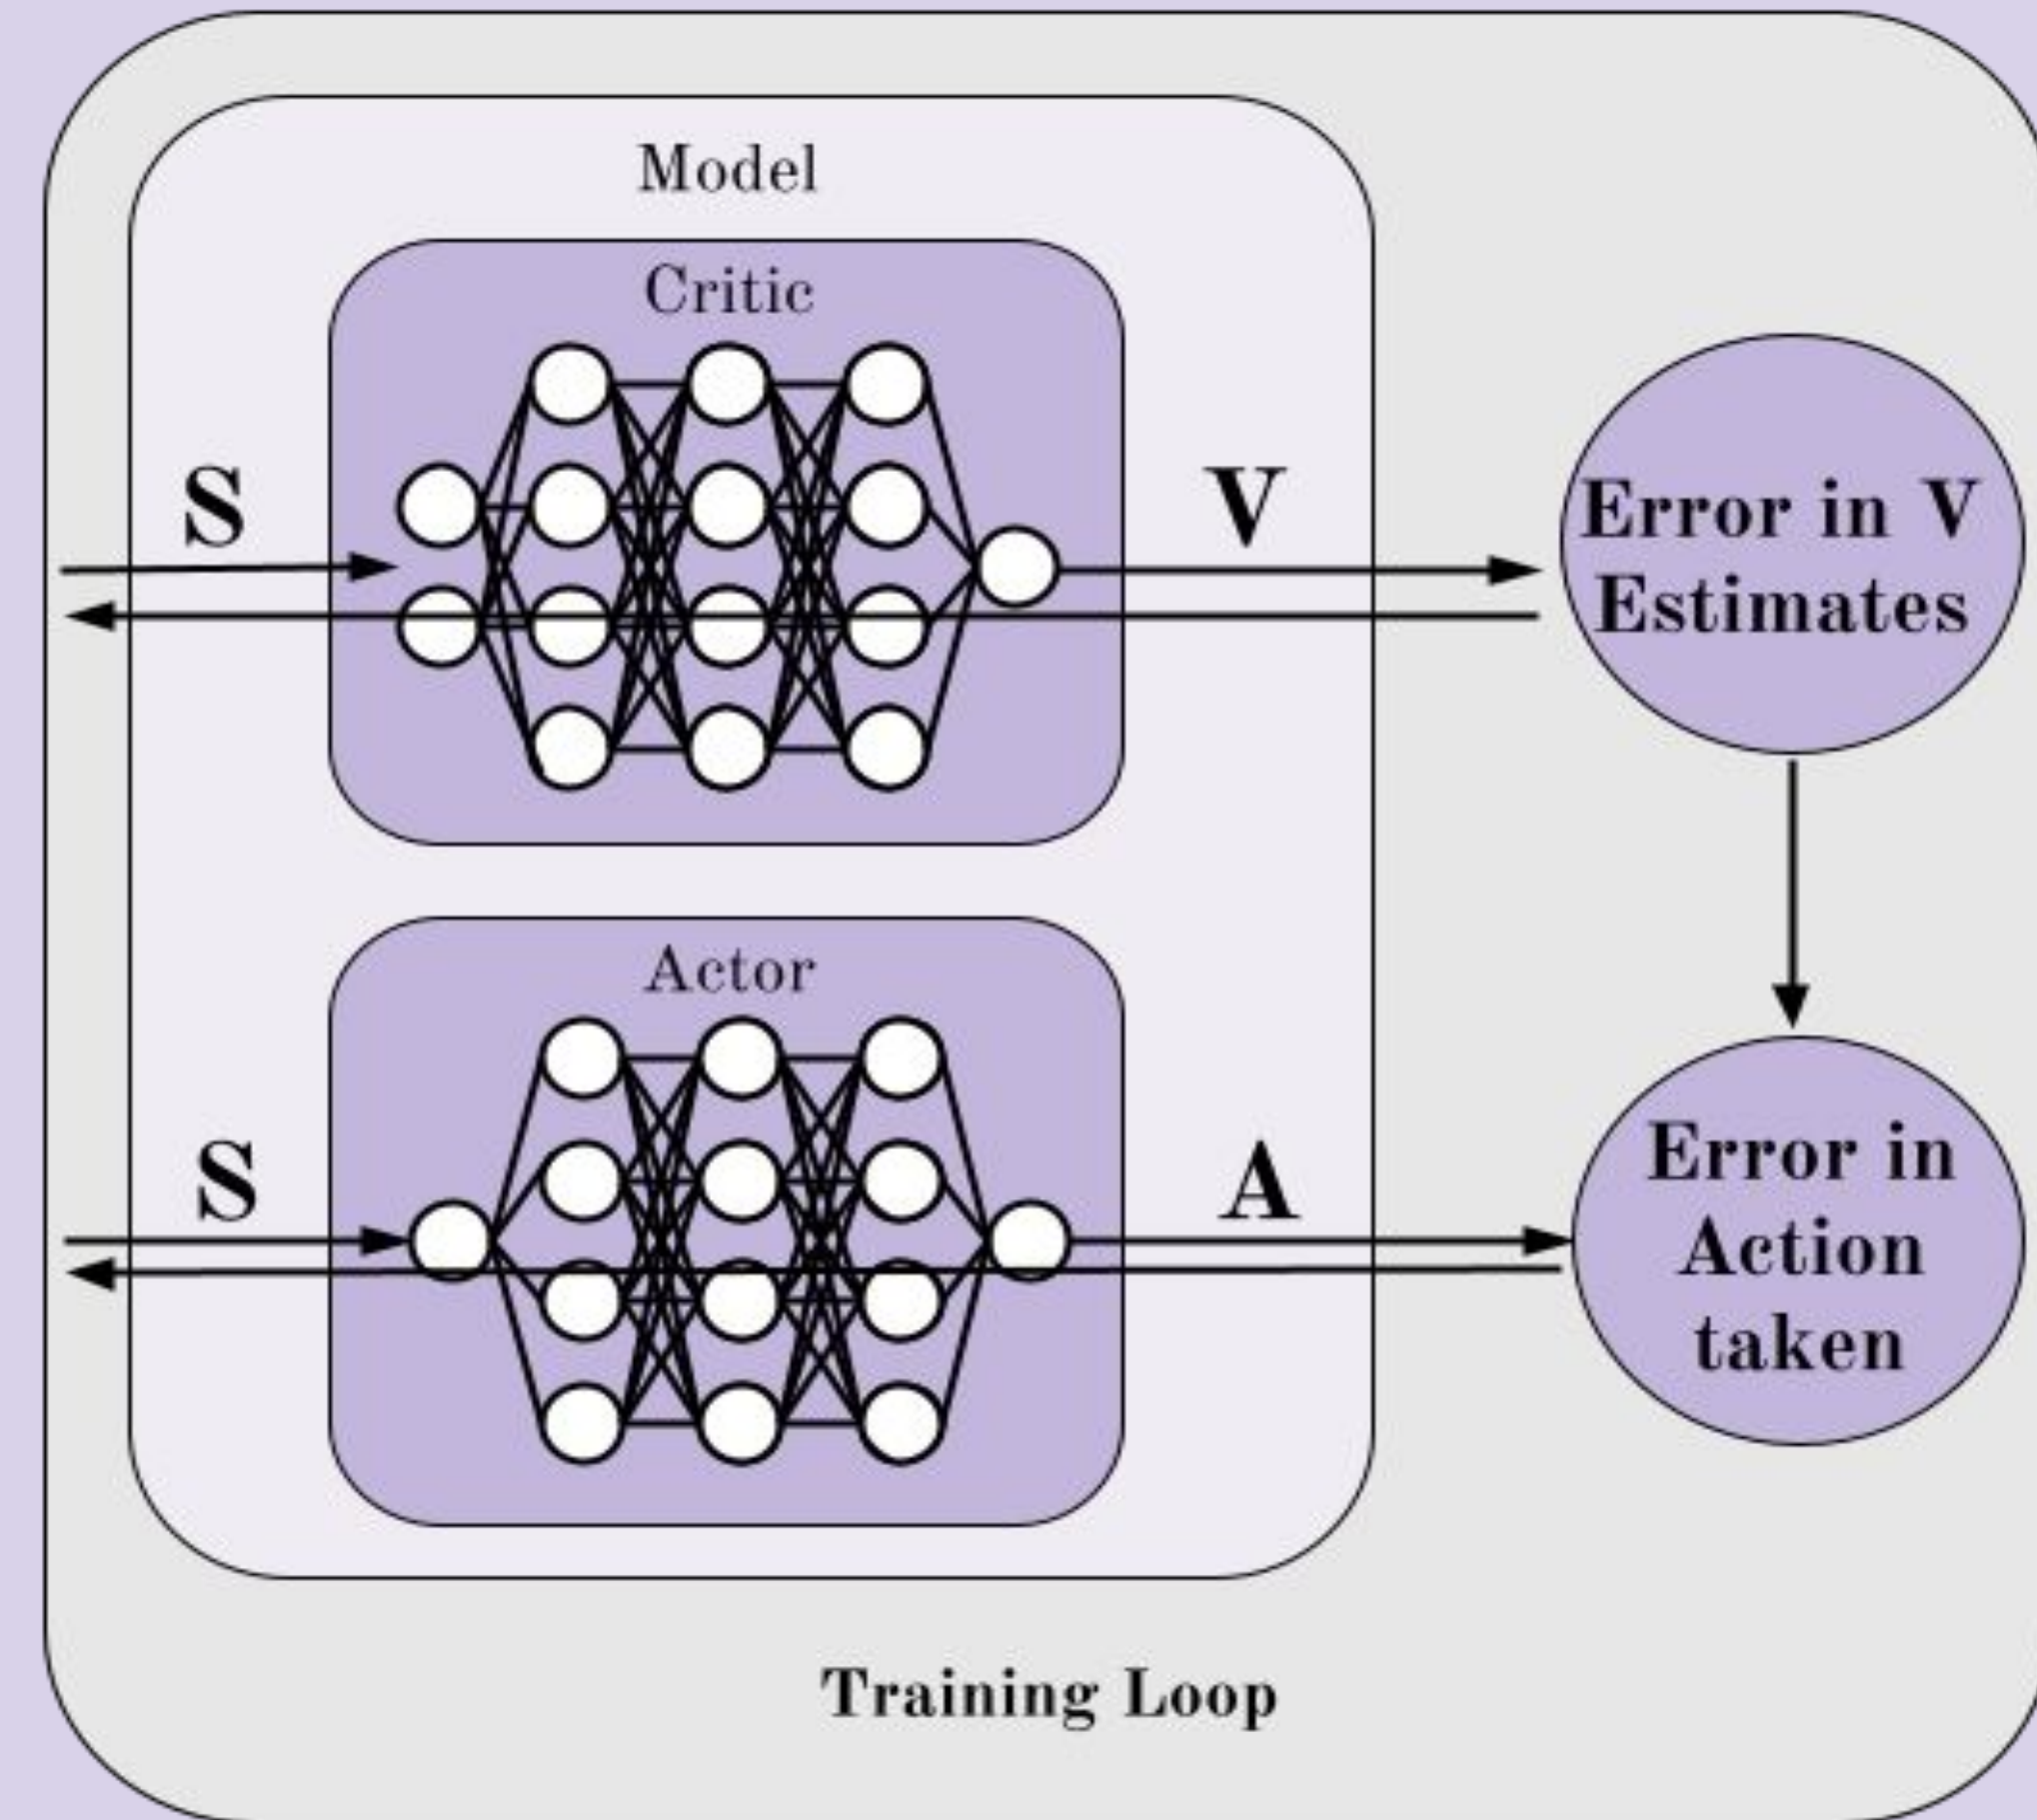 Model
Critic
S
V
Error in V
Estimates
Actor
S
A
Error in
Action
taken
Training Loop